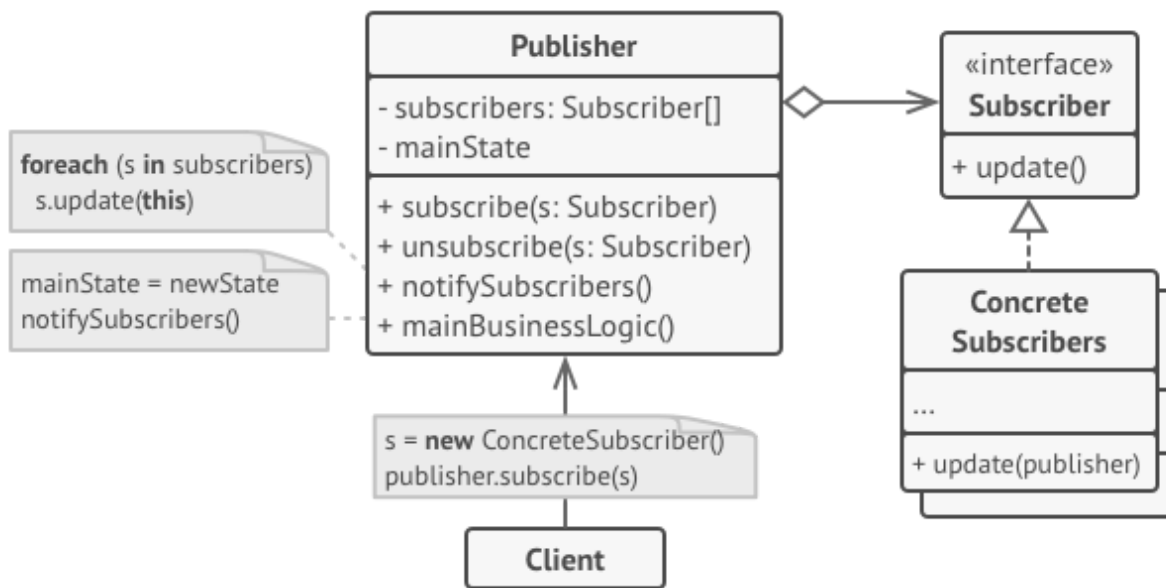 Publisher
- subscribers: Subscriber[]
- mainState
+ subscribe(s: Subscriber)
+ unsubscribe(s: Subscriber)
+ notifySubscribers()
+ mainBusinessLogic()
«interface»
Subscriber
+ update()
foreach (s in subscribers)
s.update(this)
mainState = newState
notifySubscribers()
Concrete
Subscribers
...
+ update(publisher)
s = new ConcreteSubscriber()
publisher.subscribe(s)
Client